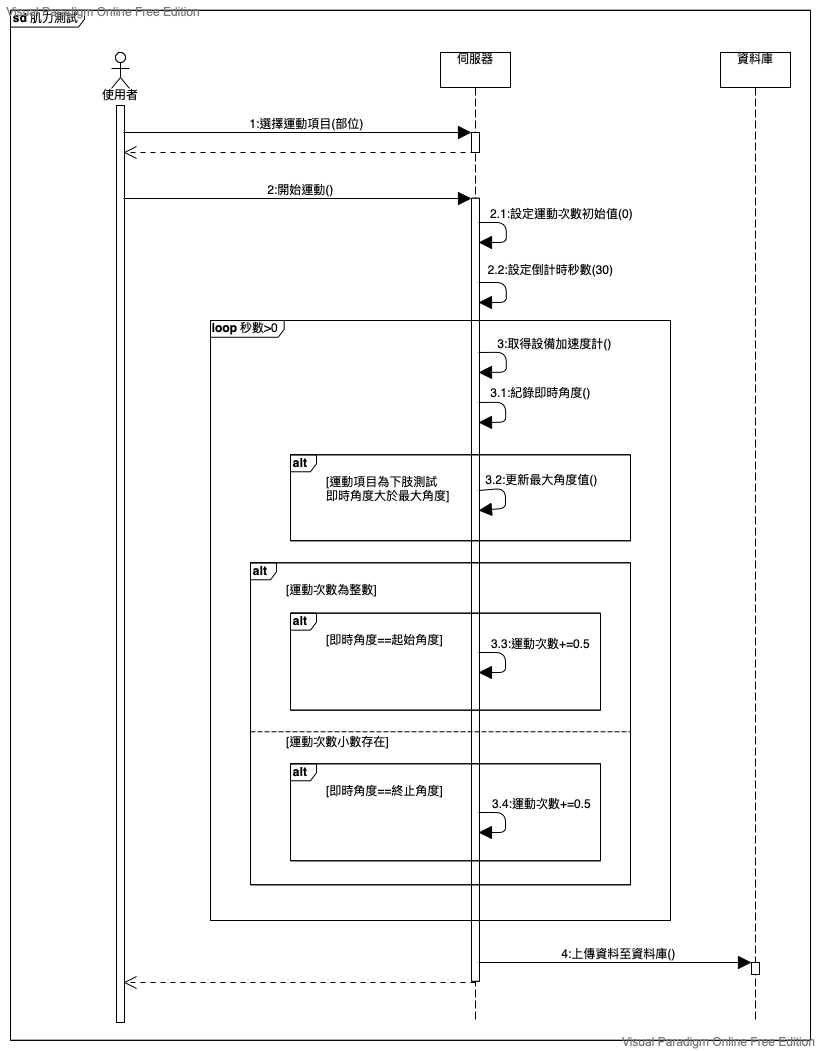 Visual Paradigm Online Free Edition
sd 肌力測試
使用者
伺服器
資料庫
1:選擇運動項目(部位)
2:開始運動()
2.1:設定運動次數初始值(0)
2.2:設定倒計時秒數(30)
loop 秒數>0
3:取得設備加速度計()
3.1:紀錄即時角度()
alt
[運動項目為下肢測試
即時角度大於最大角度]
3.2:更新最大角度值()
alt
[運動次數為整數]
alt
[即時角度==起始角度]
3.3:運動次數+=0.5
[運動次數小數存在]
alt
[即時角度==終止角度]
3.4:運動次數+=0.5
4:上傳資料至資料庫()
Visual Paradigm Online Free Edition